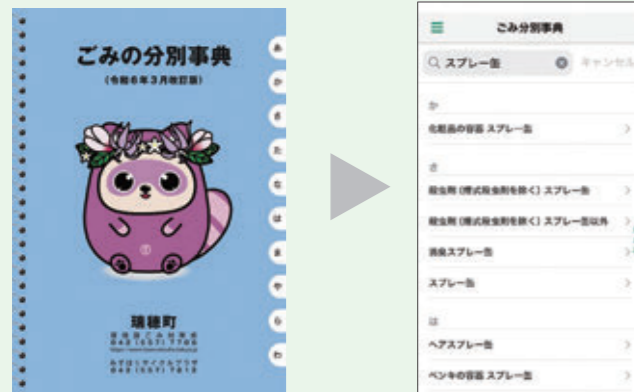 ごみの分別事典
(令和6年3月改訂版)
あ
か
さ
た
な
は
ま
や
ら
わ
瑞穂町
ごみ分別事典
スプレー缶
キャンセル
か
化粧品の容器 スプレー缶
さ
殺虫剤 (燻式殺虫剤を除く) スプレー缶
殺虫剤 (燻式殺虫剤を除く) スプレー缶以外
消臭スプレー缶
スプレー缶
は
ヘアスプレー缶
ペンキの容器 スプレー缶